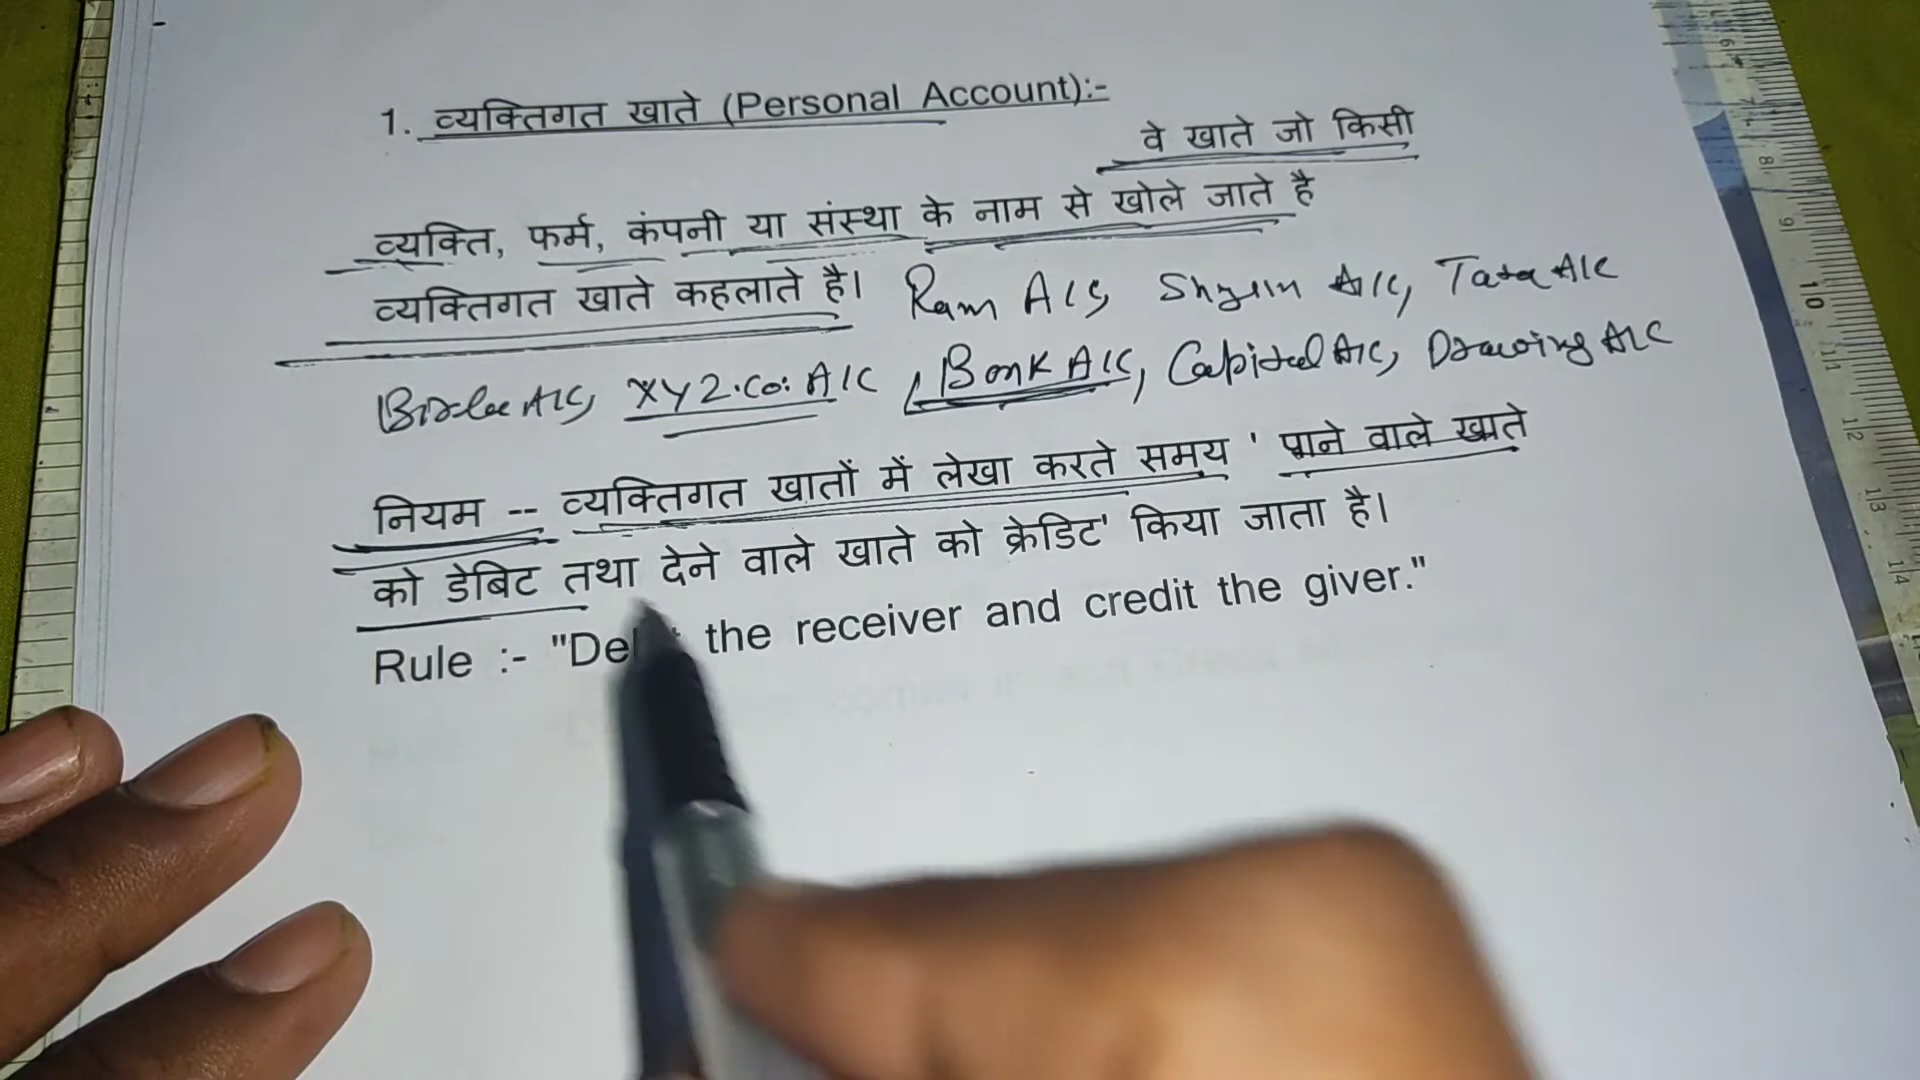 1. व्यक्तिगत खाते (Personal Account):-
वे खाते जो किसी
व्यक्ति, फर्म, कंपनी या संस्था के नाम से खोले जाते है
व्यक्तिगत खाते कहलाते है। Ram A/c, Shyam A/c, Tata A/c
Birla A/c, XYZ.Co: A/C, Bank A/C, Capital A/c, Drawing A/C
नियम -- व्यक्तिगत खातों में लेखा करते समय ' पाने वाले खाते
को डेबिट तथा देने वाले खाते को क्रेडिट' किया जाता है।
Rule :- " the receiver and credit the giver."